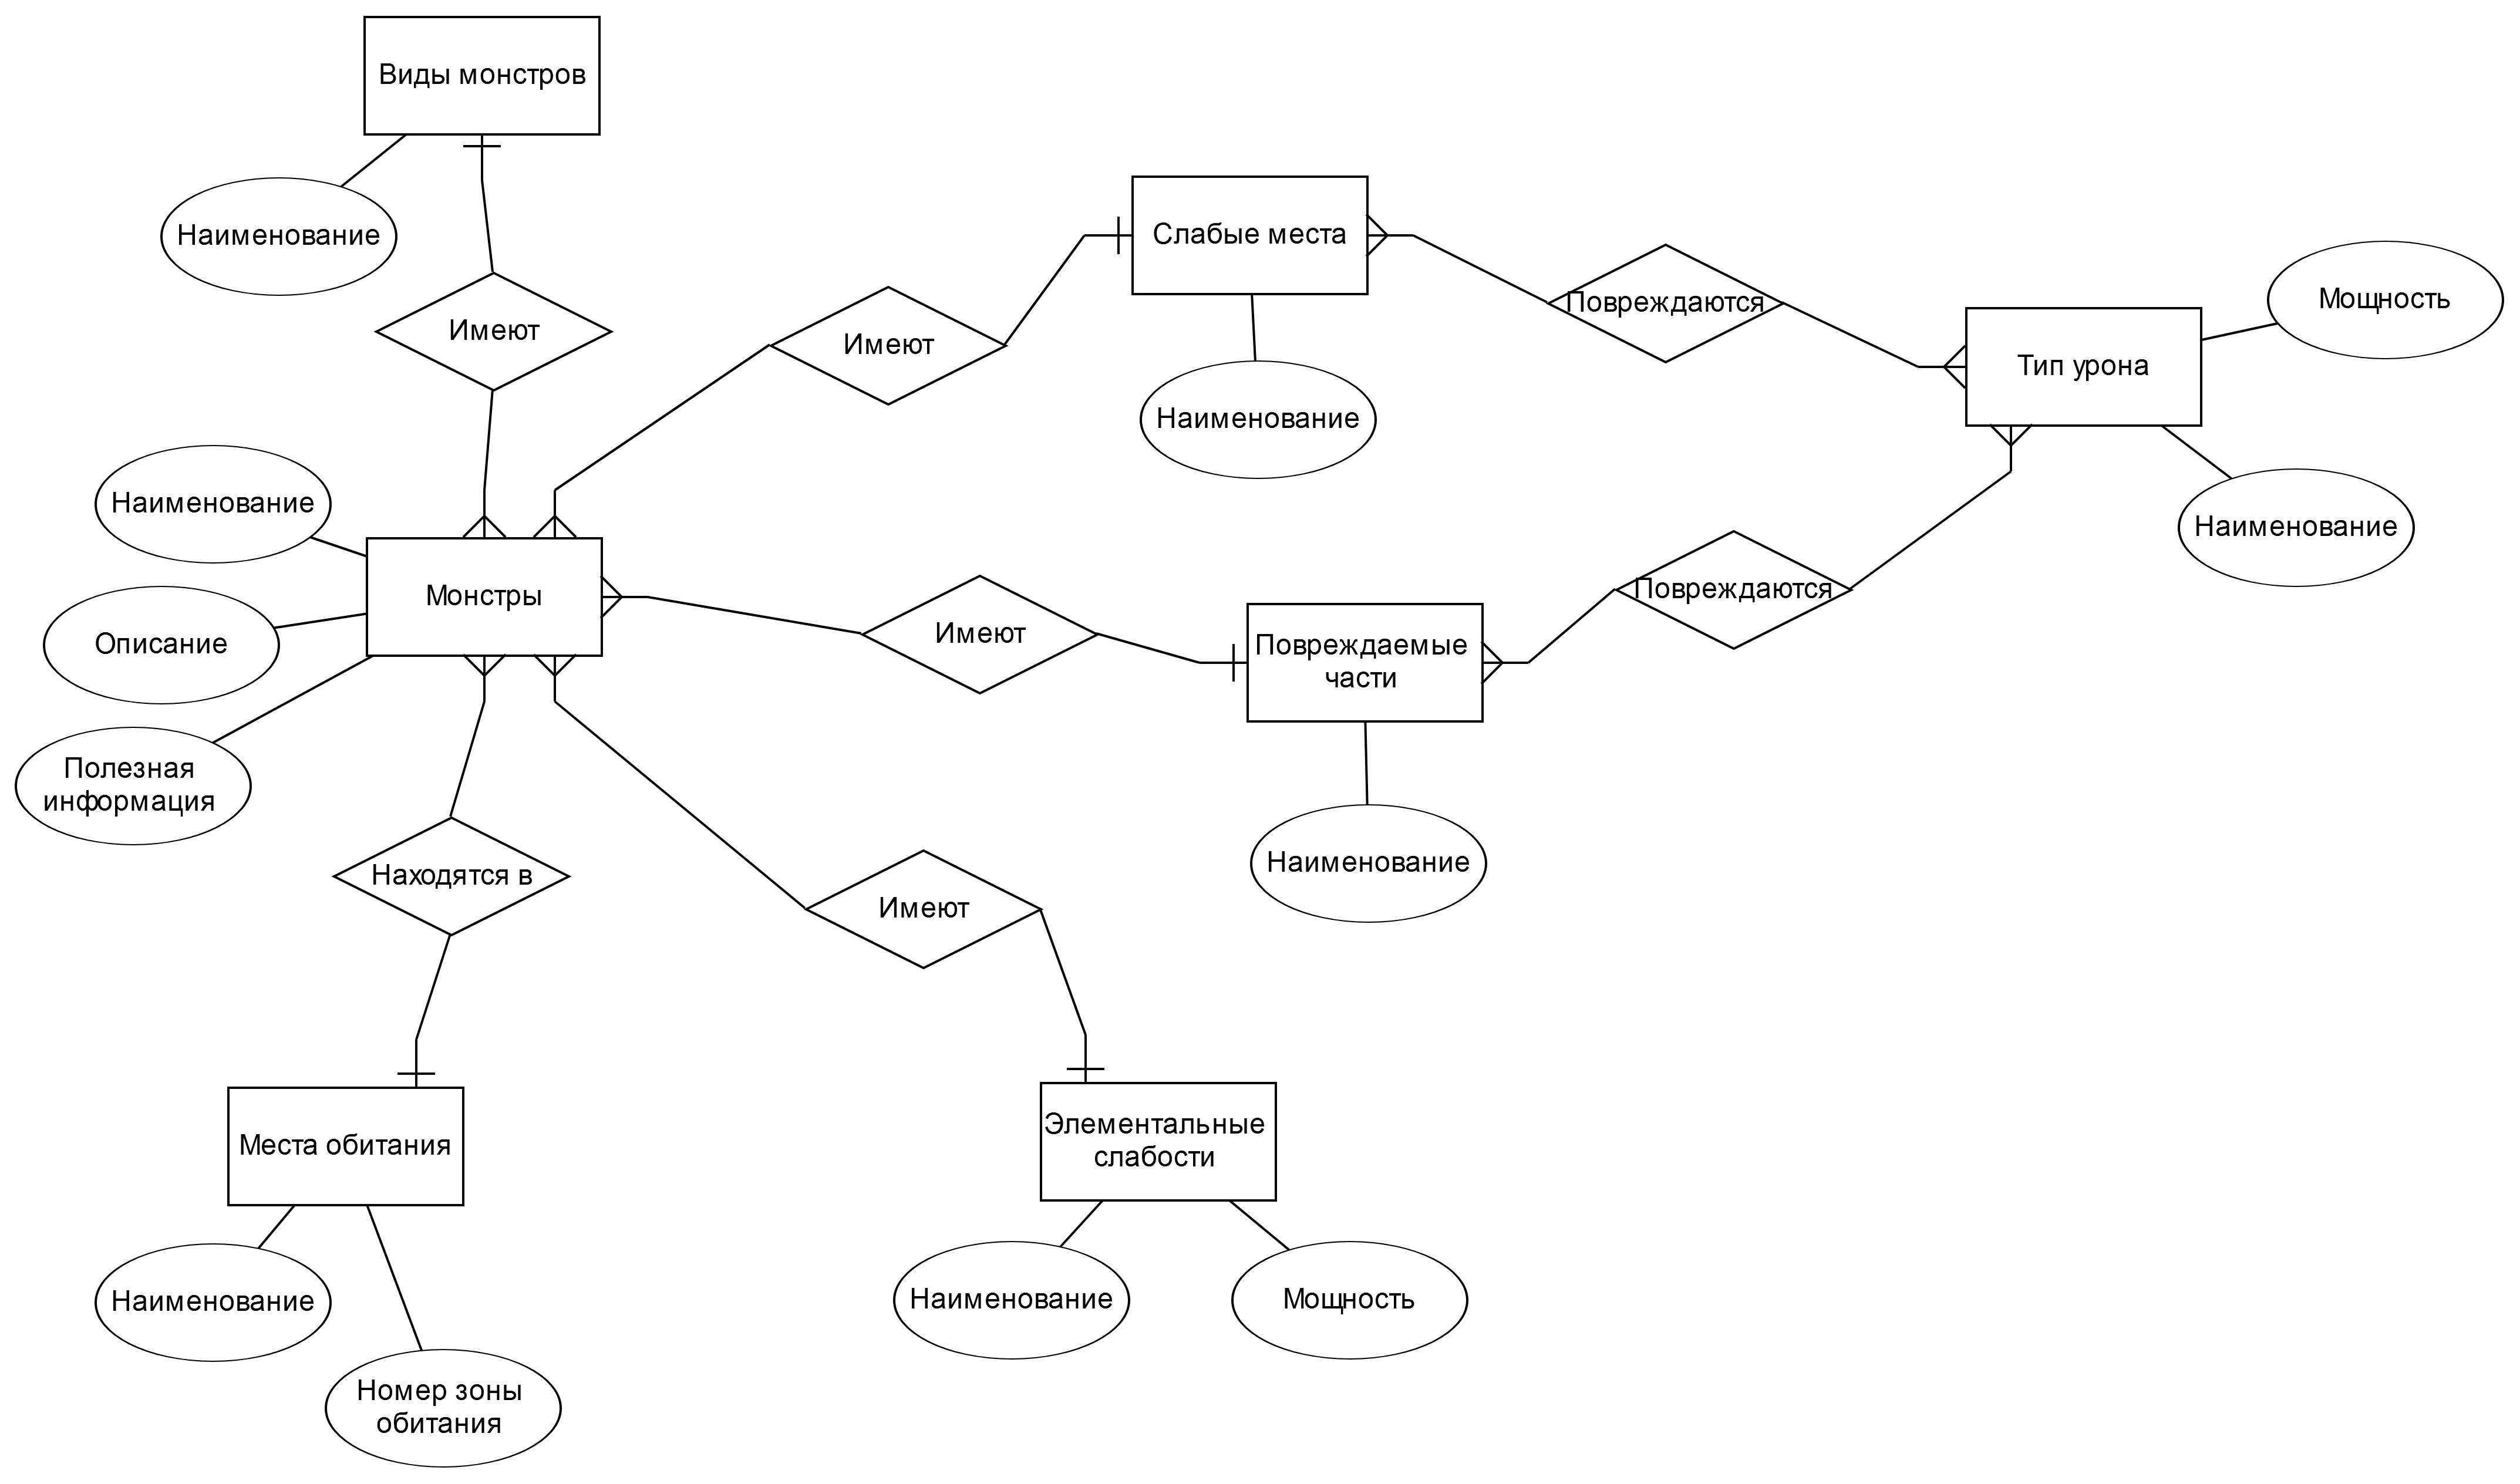 Виды монстров
Наименование
Имеют
Слабые места
Имеют
Наименование
Повреждаются
Мощность
Тип урона
Наименование
Наименование
Монстры
Описание
Полезная
информация
Имеют
Повреждаемые
части
Повреждаются
Наименование
Находятся в
Имеют
Места обитания
Элементальные
слабости
Наименование
Номер зоны
обитания
Наименование
Мощность